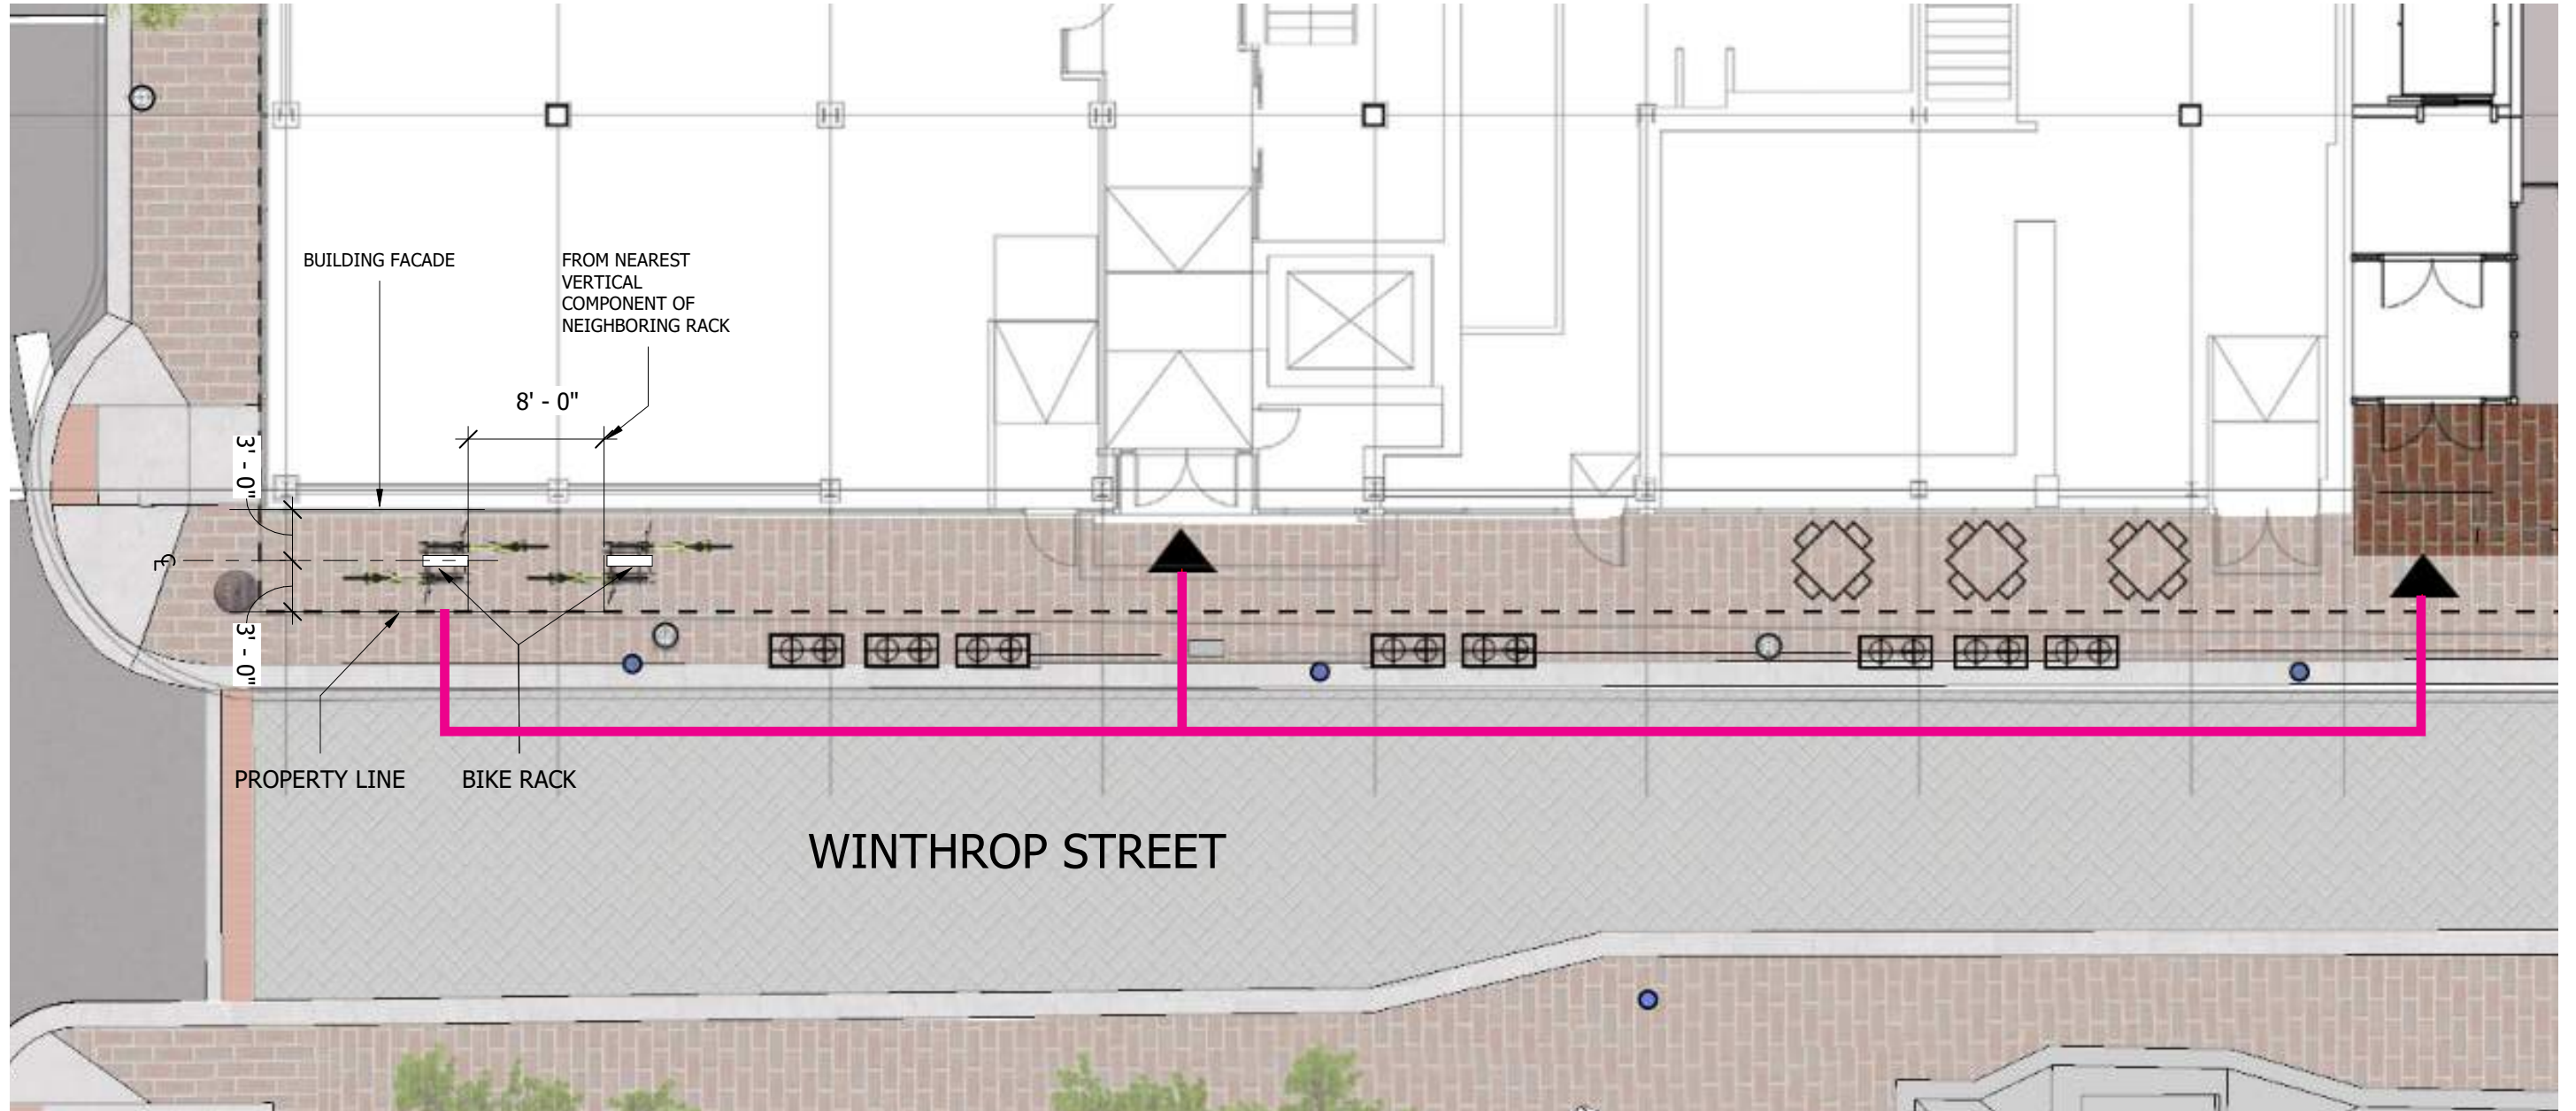 BUILDING FACADE
FROM NEAREST
VERTICAL
COMPONENT OF
NEIGHBORING RACK
8' - 0"
3' - 0"
℄
3' - 0"
PROPERTY LINE
BIKE RACK
WINTHROP STREET